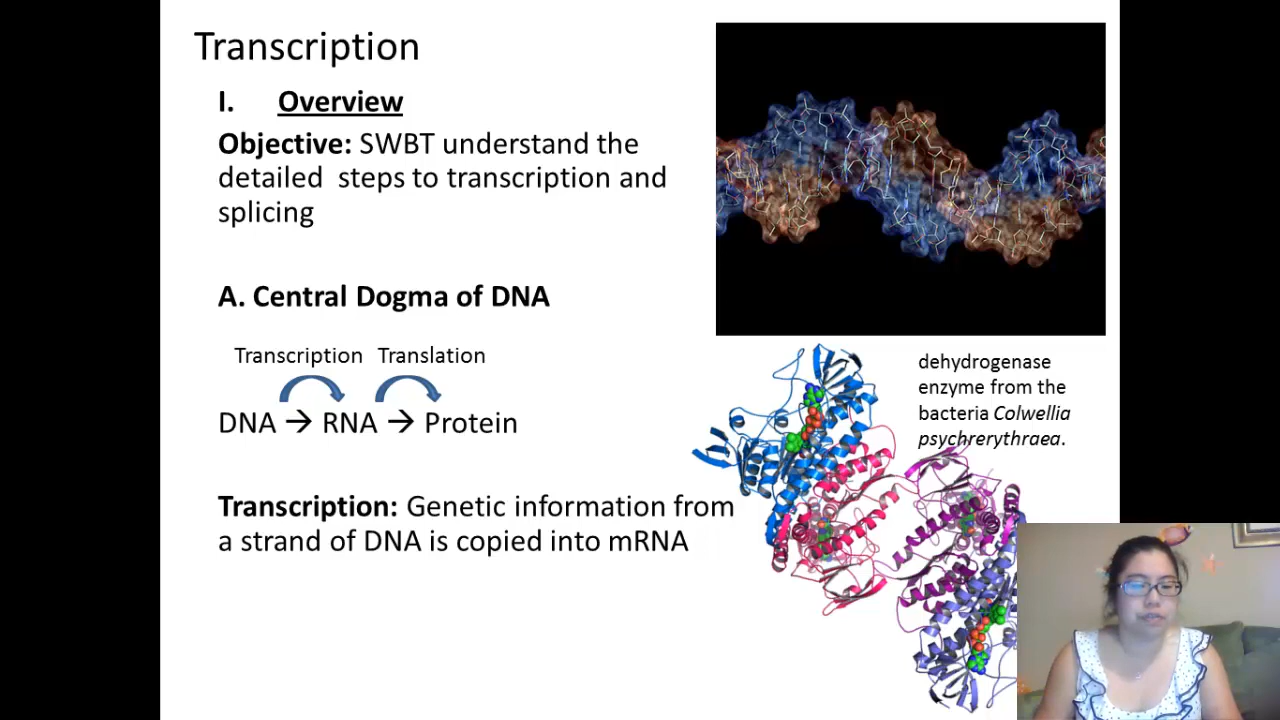 Transcription
I. Overview
Objective: SWBT understand the
detailed steps to transcription and
splicing
A. Central Dogma of DNA
Transcription Translation
DNA → RNA → Protein
Transcription: Genetic information from
a strand of DNA is copied into mRNA
dehydrogenase
enzyme from the
bacteria Colwellia
psychrerythraea.